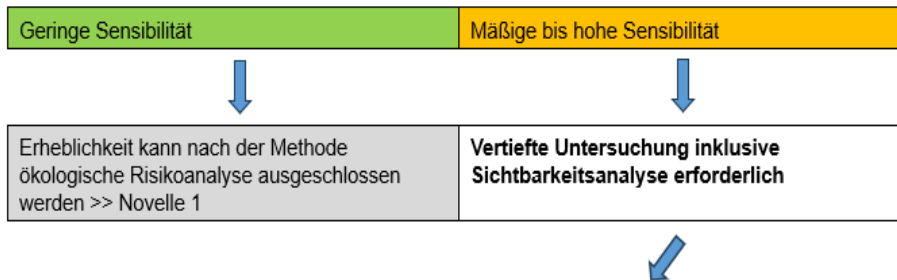 Geringe Sensibilität
Mäßige bis hohe Sensibilität
Erheblichkeit kann nach der Methode
ökologische Risikoanalyse ausgeschlossen
werden >> Novelle 1
Vertiefte Untersuchung inklusive
Sichtbarkeitsanalyse erforderlich